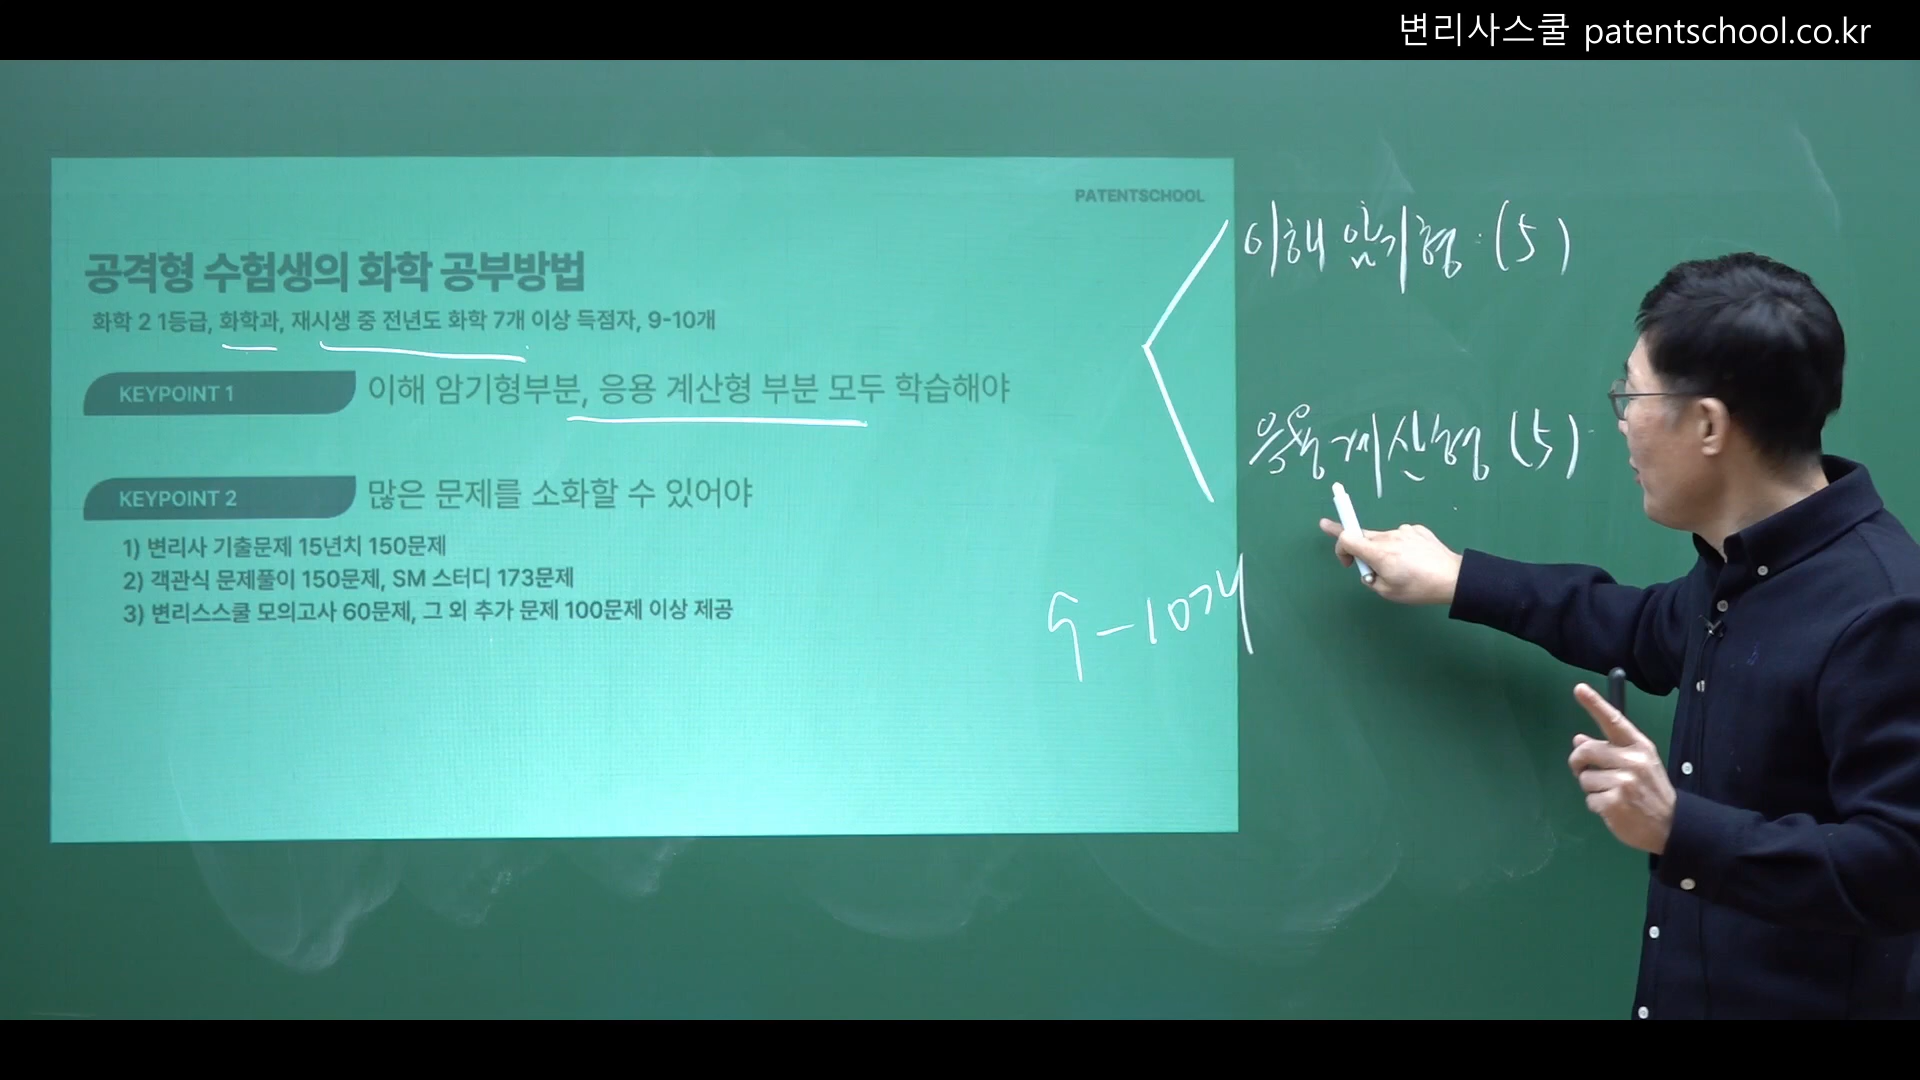 변리사스쿨 patentschool.co.kr
PATENTSCHOOL
공격형 수험생의 화학 공부방법
화학 2 1등급, 화학과, 재시생 중 전년도 화학 7개 이상 득점자, 9-10개
KEYPOINT 1 이해 암기형부분, 응용 계산형 부분 모두 학습해야
KEYPOINT 2 많은 문제를 소화할 수 있어야
1) 변리사 기출문제 15년치 150문제
2) 객관식 문제풀이 150문제, SM 스터디 173문제
3) 변리스스쿨 모의고사 60문제, 그 외 추가 문제 100문제 이상 제공
이해 암기형 (5)
응용계산형 (5)
9-10개